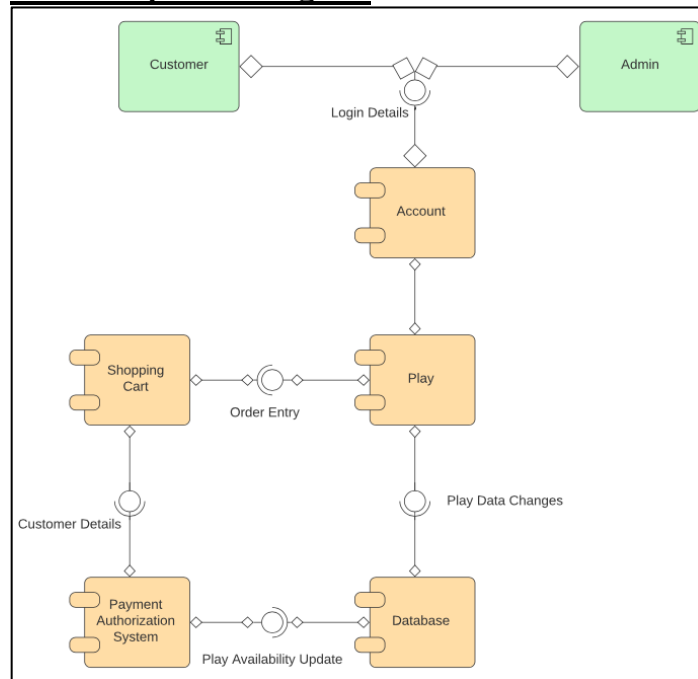 Customer
Admin
Login Details
Account
Shopping
Cart
Play
Order Entry
Customer Details
Play Data Changes
Payment
Authorization
System
Database
Play Availability Update